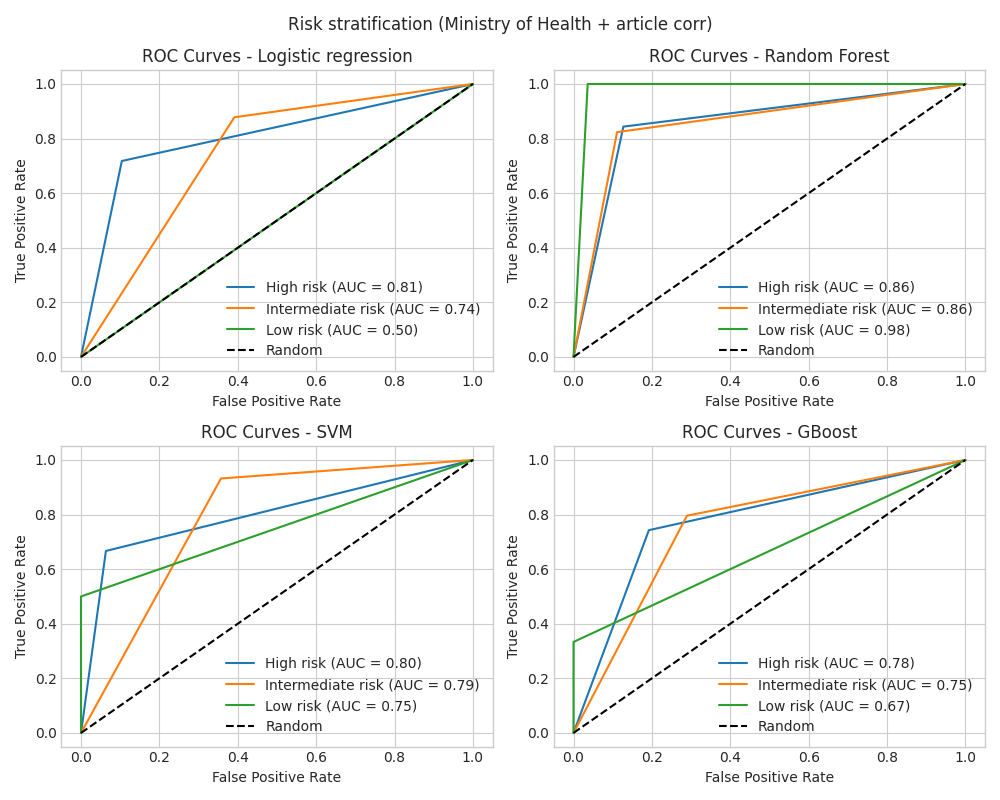 Risk stratification (Ministry of Health + article corr)
ROC Curves - Logistic regression
True Positive Rate
1.0
0.8
0.6
0.4
0.2
0.0
High risk (AUC = 0.81)
Intermediate risk (AUC = 0.74)
Low risk (AUC = 0.50)
Random
0.0 0.2 0.4 0.6 0.8 1.0
False Positive Rate
ROC Curves - Random Forest
True Positive Rate
1.0
0.8
0.6
0.4
0.2
0.0
High risk (AUC = 0.86)
Intermediate risk (AUC = 0.86)
Low risk (AUC = 0.98)
Random
0.0 0.2 0.4 0.6 0.8 1.0
False Positive Rate
ROC Curves - SVM
True Positive Rate
1.0
0.8
0.6
0.4
0.2
0.0
High risk (AUC = 0.80)
Intermediate risk (AUC = 0.79)
Low risk (AUC = 0.75)
Random
0.0 0.2 0.4 0.6 0.8 1.0
False Positive Rate
ROC Curves - GBoost
True Positive Rate
1.0
0.8
0.6
0.4
0.2
0.0
High risk (AUC = 0.78)
Intermediate risk (AUC = 0.75)
Low risk (AUC = 0.67)
Random
0.0 0.2 0.4 0.6 0.8 1.0
False Positive Rate